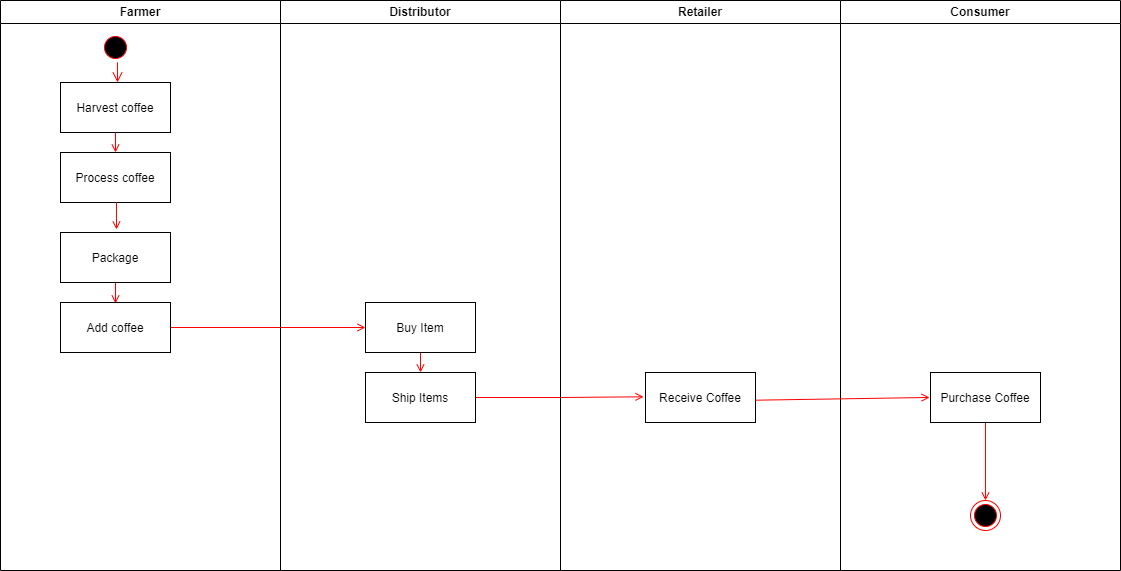 Farmer
Distributor
Retailer
Consumer
Harvest coffee
Process coffee
Package
Add coffee
Buy Item
Ship Items
Receive Coffee
Purchase Coffee